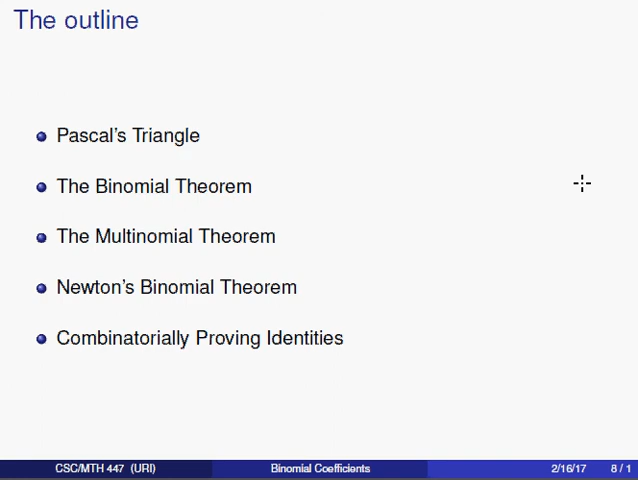 The outline
Pascal's Triangle
The Binomial Theorem
The Multinomial Theorem
Newton's Binomial Theorem
Combinatorially Proving Identities
CSC/MTH 447 (URI) Binomial Coefficients 2/16/17 8 / 1